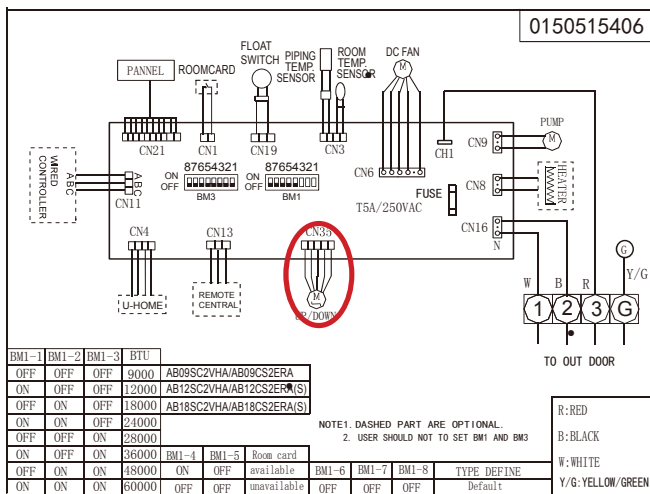 0150515406
FLOAT SWITCH
PIPING TEMP. SENSOR
ROOM TEMP. SENSOR
DC FAN
M
PANNEL
ROOMCARD
CN21
CN1
CN19
CN3
CH1
CN9
PUMP
M
WIRED CONTROLLER
A B C
A B C
CN11
ON
OFF
87654321
BM3
ON
OFF
87654321
BM1
CN6
FUSE
T5A/250VAC
CN8
HEATER
CN16
N
CN4
CN13
CN35
U-HOME
REMOTE CENTRAL
M
UP/DOWN
G
Y/G
W B R
1 2 3 G
TO OUT DOOR
BM1-1 BM1-2 BM1-3 BTU
OFF OFF OFF 9000 AB09SC2VHA/AB09CS2ERA
ON OFF OFF 12000 AB12SC2VHA/AB12CS2ERA(S)
OFF ON OFF 18000 AB18SC2VHA/AB18CS2ERA(S)
ON ON OFF 24000
OFF OFF ON 28000
ON OFF ON 36000 BM1-4 BM1-5 Room card
OFF ON ON 48000 ON OFF available BM1-6 BM1-7 BM1-8 TYPE DEFINE
ON ON ON 60000 OFF OFF unavailable OFF OFF OFF Default
NOTE1. DASHED PART ARE OPTIONAL.
2. USER SHOULD NOT TO SET BM1 AND BM3
R:RED
B:BLACK
W:WHITE
Y/G:YELLOW/GREEN